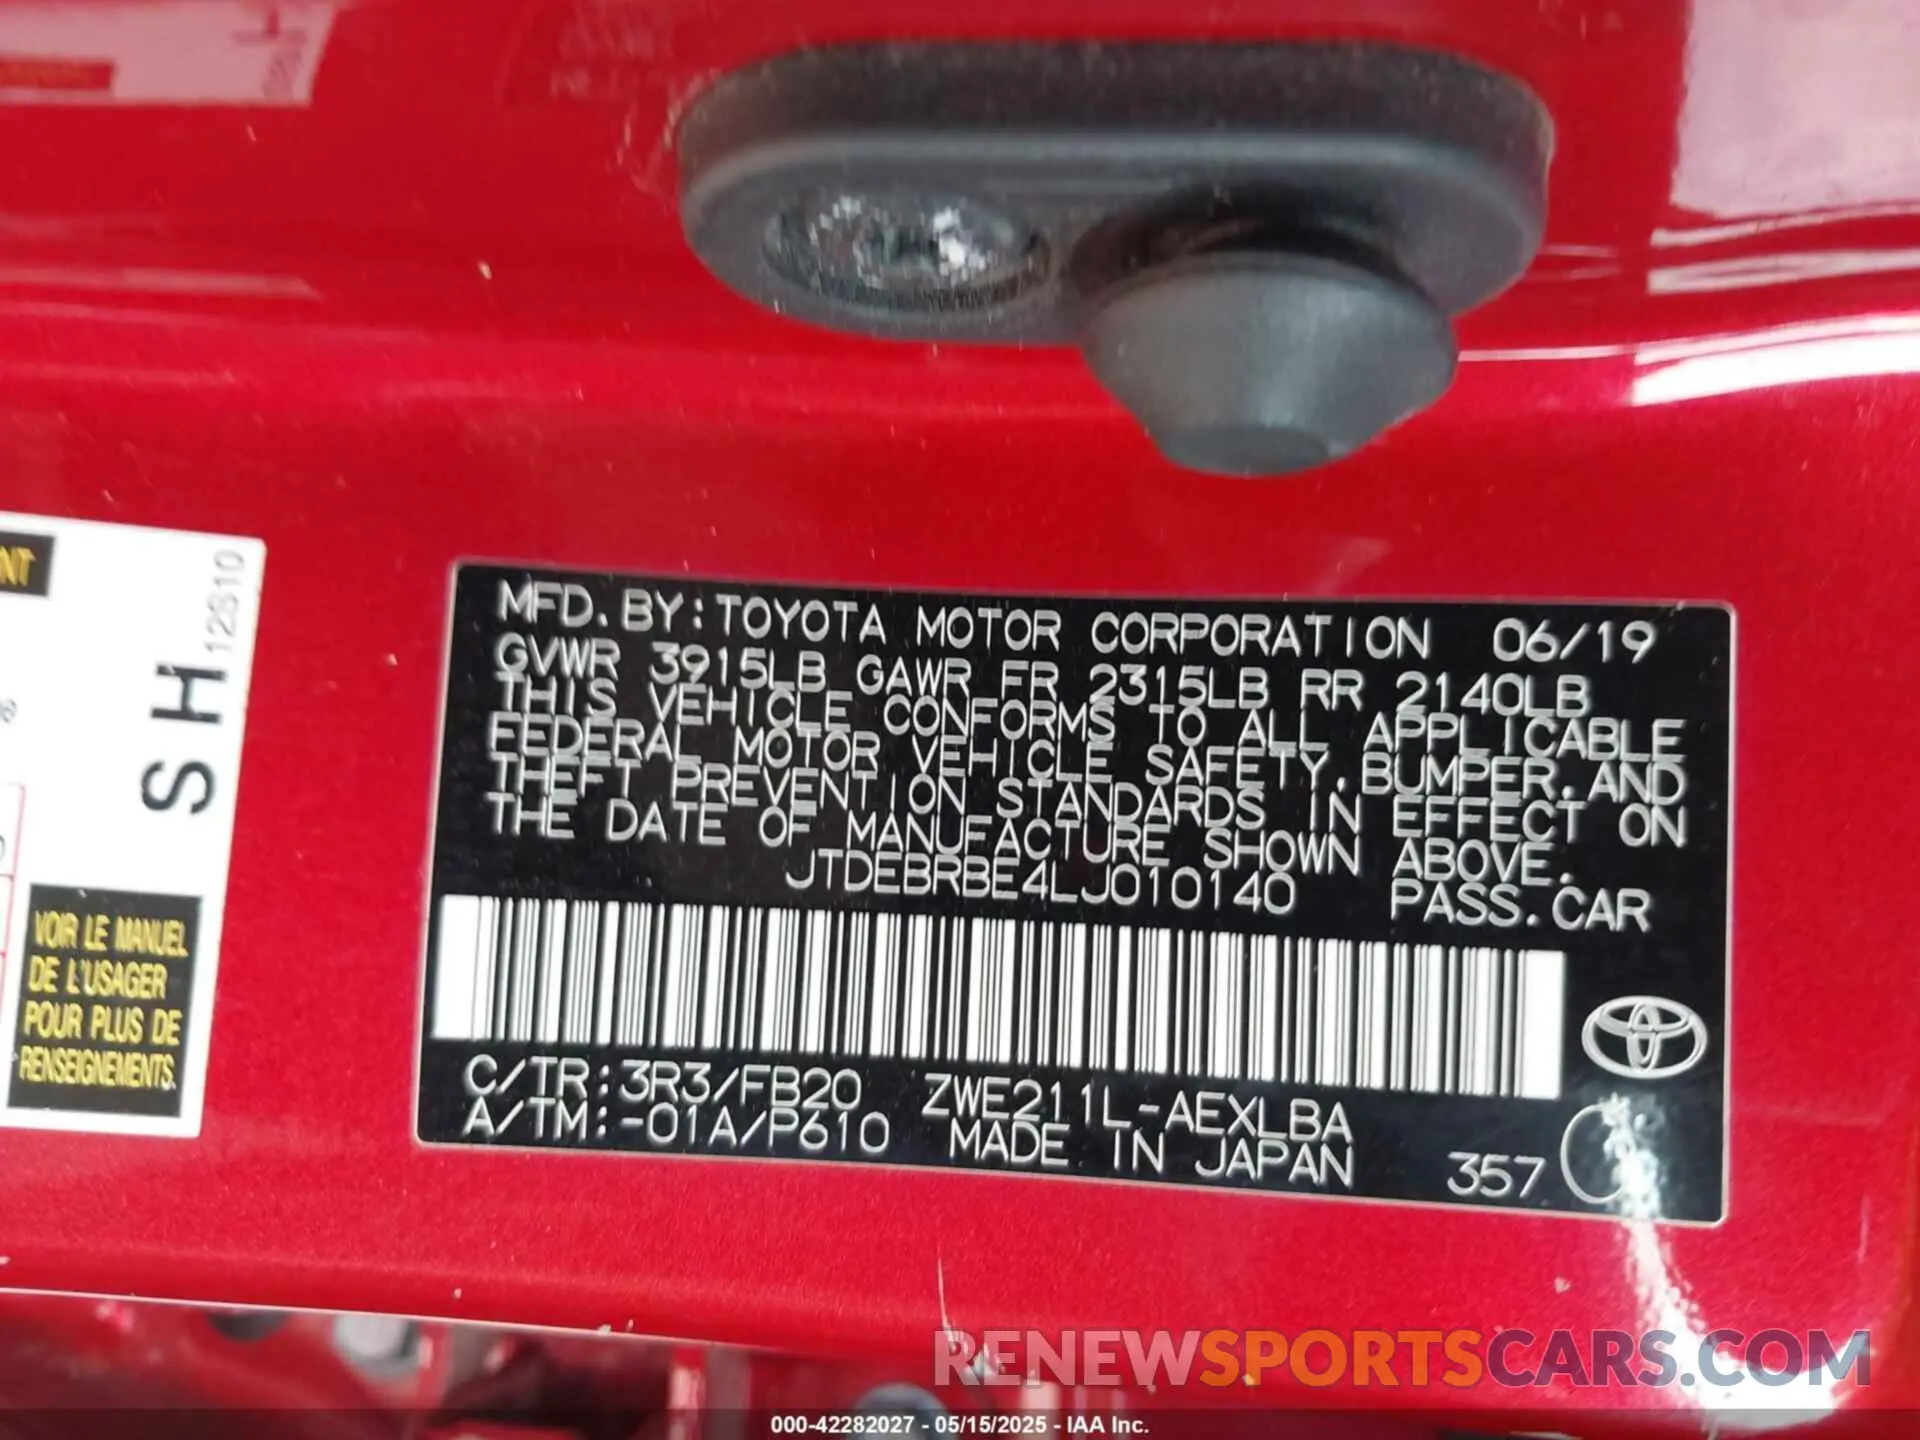 MFD. BY: TOYOTA MOTOR CORPORATION 06/19
GVWR 3915LB GAWR FR 2315LB RR 2140LB
THIS VEHICLE CONFORMS TO ALL APPLICABLE
FEDERAL MOTOR VEHICLE SAFETY, BUMPER, AND
THEFT PREVENTION STANDARDS IN EFFECT ON
THE DATE OF MANUFACTURE SHOWN ABOVE.
JTDEBRBE4LJ010140 PASS. CAR
C/TR: 3R3/FB20 ZWE211L-AEXLBA
A/TM: -01A/P610 MADE IN JAPAN 357
SH
12S10
VOIR LE MANUEL
DE L'USAGER
POUR PLUS DE
RENSEIGNEMENTS.
RENEWSPORTSCARS.COM
000-42282027 - 05/15/2025 - IAA Inc.